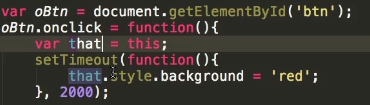 var oBtn = document.getElementById('btn');
oBtn.onclick = function(){
var that = this;
setTimeout(function(){
that.style.background = 'red';
}, 2000);